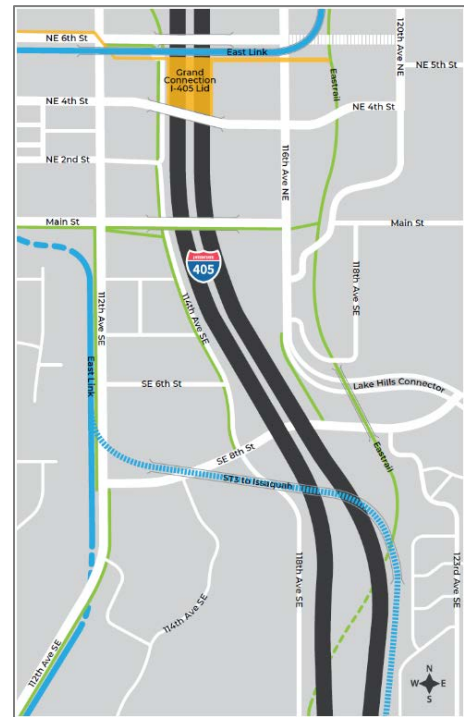 120th Ave NE
NE 6th St
East Link
NE 5th St
Grand
Connection
I-405 Lid
Eastrail
NE 4th St
NE 4th St
NE 2nd St
116th Ave NE
Main St
Main St
INTERSTATE
405
118th Ave SE
112th Ave SE
114th Ave SE
East Link
SE 6th St
Lake Hills Connector
SE 8th St
Eastrail
ST3 to Issaquah
118th Ave SE
123rd Ave SE
114th Ave SE
112th Ave SE
N
W E
S